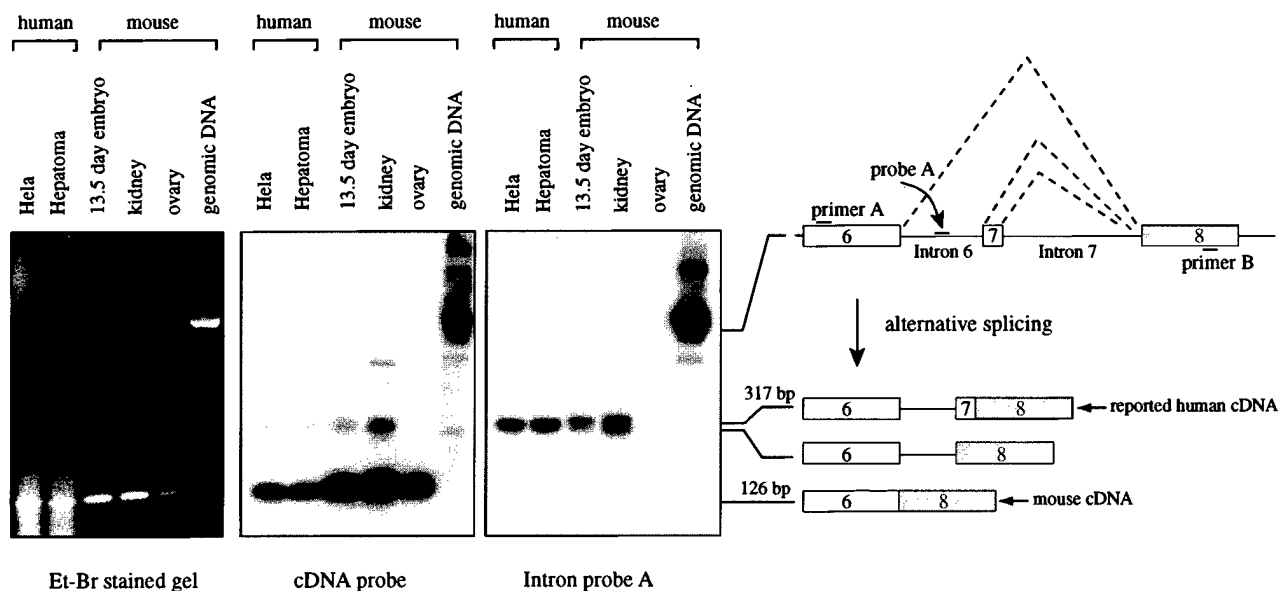 human
mouse
human
mouse
human
mouse
Hela
Hepatoma
13.5 day embryo
kidney
ovary
genomic DNA
Hela
Hepatoma
13.5 day embryo
kidney
ovary
genomic DNA
Hela
Hepatoma
13.5 day embryo
kidney
ovary
genomic DNA
probe A
primer A
6
7
8
Intron 6
Intron 7
primer B
alternative splicing
317 bp
6
7
8
reported human cDNA
6
8
126 bp
6
8
mouse cDNA
Et-Br stained gel
cDNA probe
Intron probe A